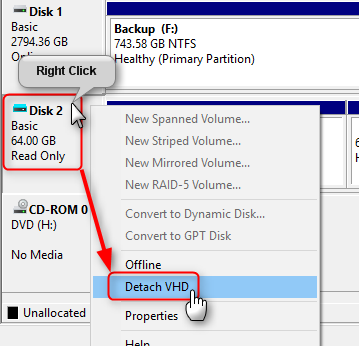 Disk 1
Basic
2794.36 GB
Backup (F:)
743.58 GB NTFS
Healthy (Primary Partition)
Right Click
Disk 2
Basic
64.00 GB
Read Only
New Spanned Volume...
New Striped Volume...
New Mirrored Volume...
New RAID-5 Volume...
Convert to Dynamic Disk...
Convert to GPT Disk
Offline
Detach VHD
Properties
Help
CD-ROM 0
DVD (H:)
No Media
Unallocated